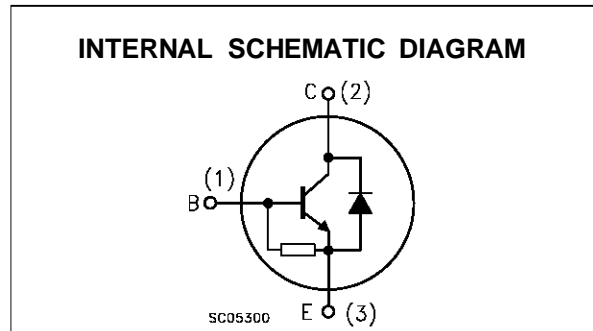 INTERNAL SCHEMATIC DIAGRAM
C (2)
(1)
B
SC05300
E (3)